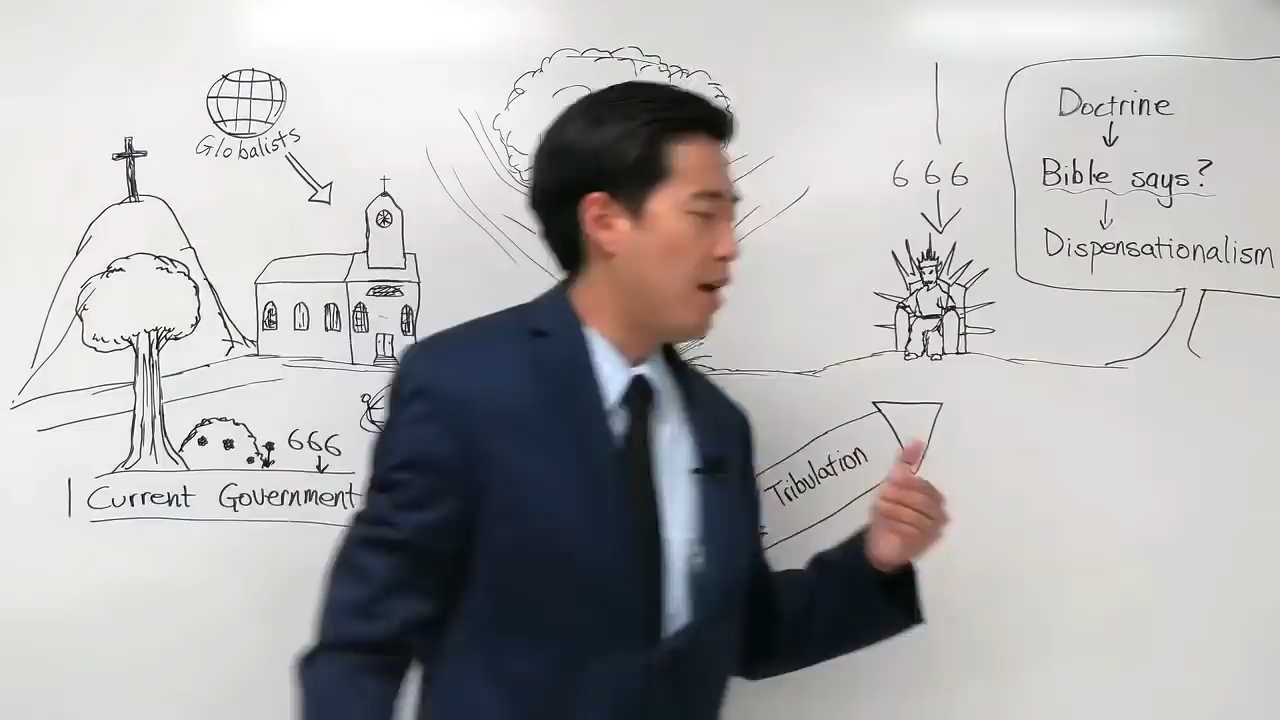 Globalists
666
Current Government
Tribulation
666
Doctrine
Bible says?
Dispensationalism